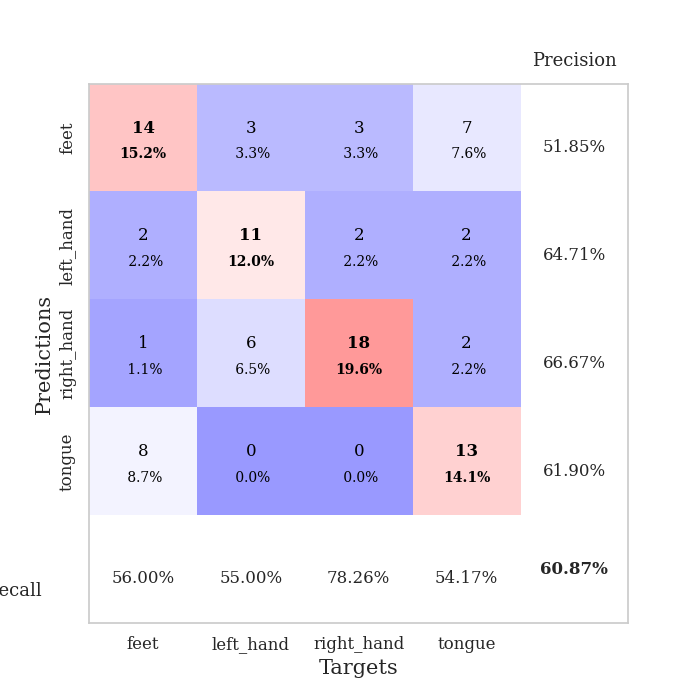 Precision
feet
14 3 3 7
15.2% 3.3% 3.3% 7.6%
51.85%
left_hand
2 11 2 2
2.2% 12.0% 2.2% 2.2%
64.71%
Predictions
right_hand
1 6 18 2
1.1% 6.5% 19.6% 2.2%
66.67%
tongue
8 0 0 13
8.7% 0.0% 0.0% 14.1%
61.90%
ecall
56.00% 55.00% 78.26% 54.17% 60.87%
feet left_hand right_hand tongue
Targets